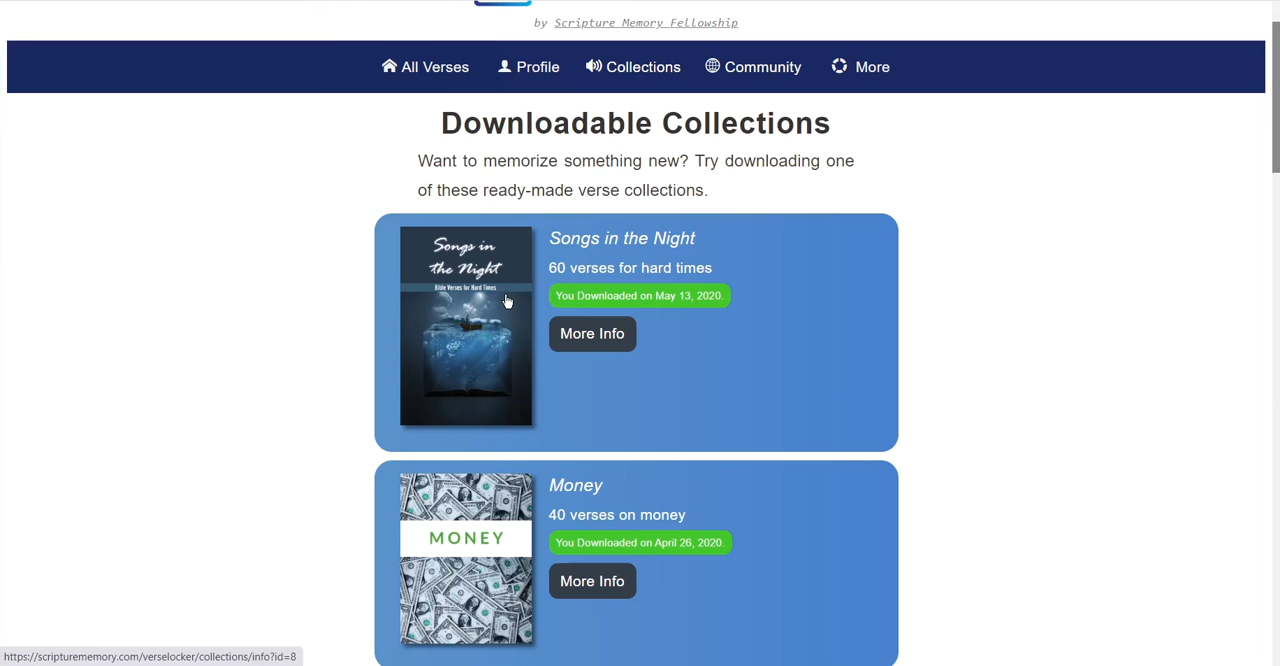 by Scripture Memory Fellowship
All Verses Profile Collections Community More
Downloadable Collections
Want to memorize something new? Try downloading one
of these ready-made verse collections.
Songs in
the Night
Bible Verses for Hard Times
Songs in the Night
60 verses for hard times
You Downloaded on May 13, 2020.
More Info
MONEY
Money
40 verses on money
You Downloaded on April 26, 2020.
More Info
https://scripturememory.com/verselocker/collections/info?id=8